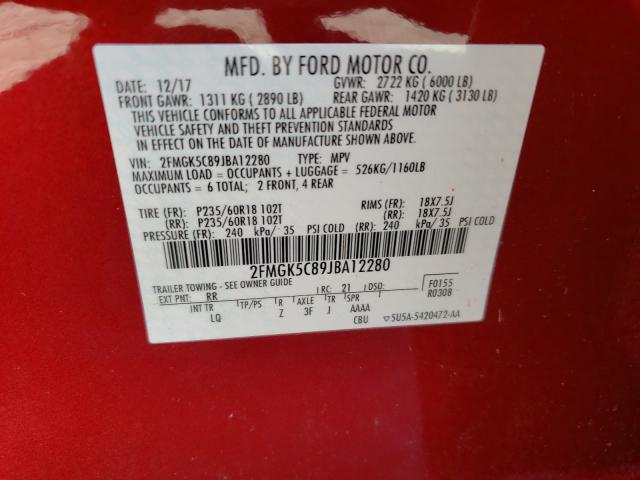 MFD. BY FORD MOTOR CO.
DATE: 12/17 GVWR: 2722 KG ( 6000 LB)
FRONT GAWR: 1311 KG ( 2890 LB) REAR GAWR: 1420 KG ( 3130 LB)
THIS VEHICLE CONFORMS TO ALL APPLICABLE FEDERAL MOTOR
VEHICLE SAFETY AND THEFT PREVENTION STANDARDS
IN EFFECT ON THE DATE OF MANUFACTURE SHOWN ABOVE.
VIN: 2FMGK5C89JBA12280 TYPE: MPV
MAXIMUM LOAD = OCCUPANTS + LUGGAGE = 526KG/1160LB
OCCUPANTS = 6 TOTAL; 2 FRONT, 4 REAR
TIRE (FR): P235/60R18 102T RIMS (FR): 18X7.5J
(RR): P235/60R18 102T (RR): 18X7.5J
PRESSURE (FR): 240 kPa/ 35 PSI COLD (RR): 240 kPa/ 35 PSI COLD
2FMGK5C89JBA12280
TRAILER TOWING - SEE OWNER GUIDE
EXT PNT: RR RC: 21 DSO: F0155
R0308
INT TR TP/PS R AXLE TR SPR
LQ Z 3F J AAAA
CBU ▽5U5A-5420472-AA